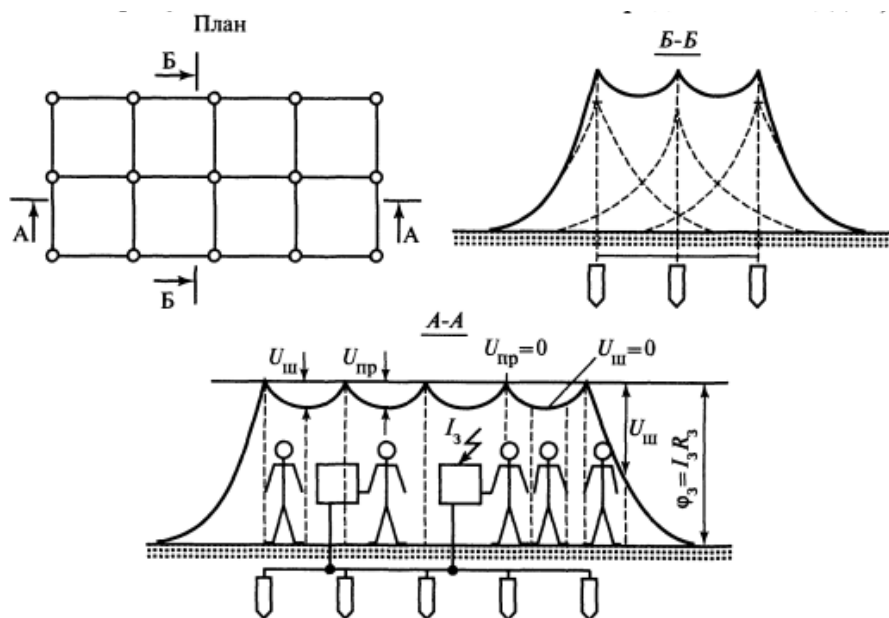 План
Б
А
А
Б
Б-Б
А-А
Uш
Uпр
Uпр=0
Uш=0
Iз
Uш
φз=IзRз